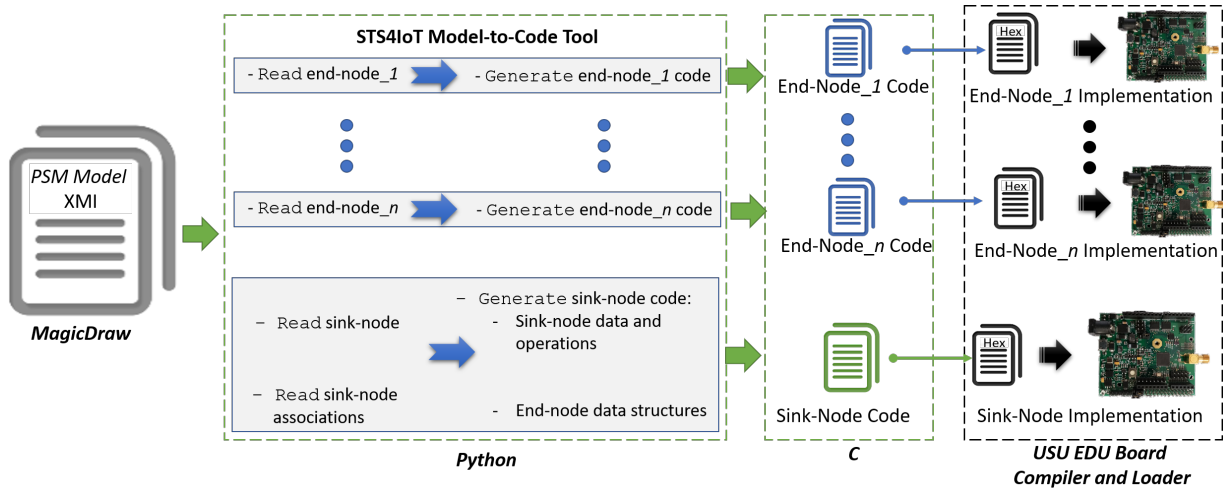 PSM Model
XMI
MagicDraw
STS4IoT Model-to-Code Tool
- Read end-node_1
- Generate end-node_1 code
- Read end-node_n
- Generate end-node_n code
– Read sink-node
– Read sink-node
associations
– Generate sink-node code:
- Sink-node data and
operations
- End-node data structures
Python
End-Node_1 Code
End-Node_n Code
Sink-Node Code
C
Hex
End-Node_1 Implementation
Hex
End-Node_n Implementation
Hex
Sink-Node Implementation
USU EDU Board
Compiler and Loader